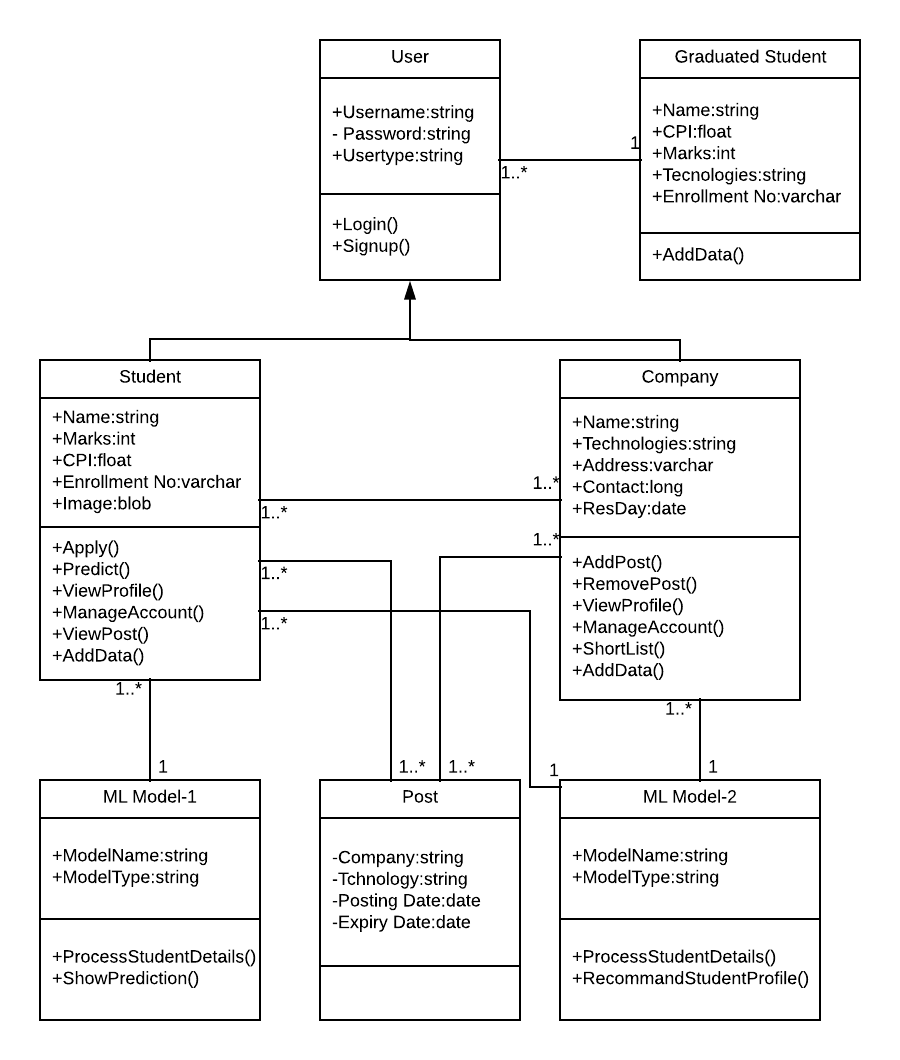 User
+Username:string
- Password:string
+Usertype:string
+Login()
+Signup()
Graduated Student
+Name:string
+CPI:float
+Marks:int
+Tecnologies:string
+Enrollment No:varchar
+AddData()
1
1..*
Student
+Name:string
+Marks:int
+CPI:float
+Enrollment No:varchar
+Image:blob
+Apply()
+Predict()
+ViewProfile()
+ManageAccount()
+ViewPost()
+AddData()
Company
+Name:string
+Technologies:string
+Address:varchar
+Contact:long
+ResDay:date
+AddPost()
+RemovePost()
+ViewProfile()
+ManageAccount()
+ShortList()
+AddData()
1..*
1..*
1..*
1..*
1..*
1..*
1..*
1
1..*
1..*
1
1
ML Model-1
+ModelName:string
+ModelType:string
+ProcessStudentDetails()
+ShowPrediction()
Post
-Company:string
-Tchnology:string
-Posting Date:date
-Expiry Date:date
ML Model-2
+ModelName:string
+ModelType:string
+ProcessStudentDetails()
+RecommandStudentProfile()